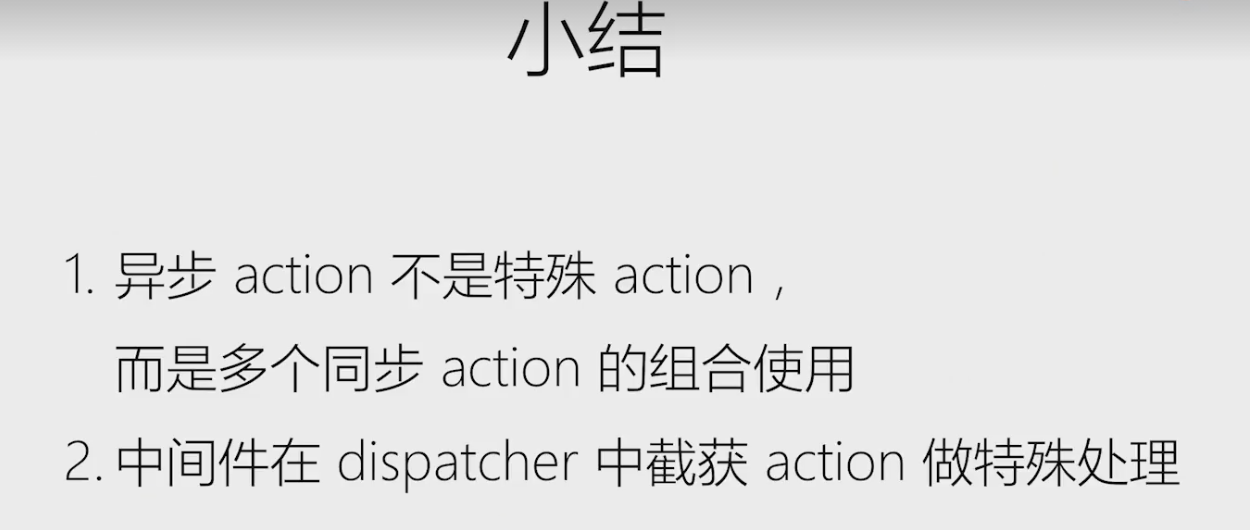 小结
1. 异步 action 不是特殊 action，
而是多个同步 action 的组合使用
2. 中间件在 dispatcher 中截获 action 做特殊处理